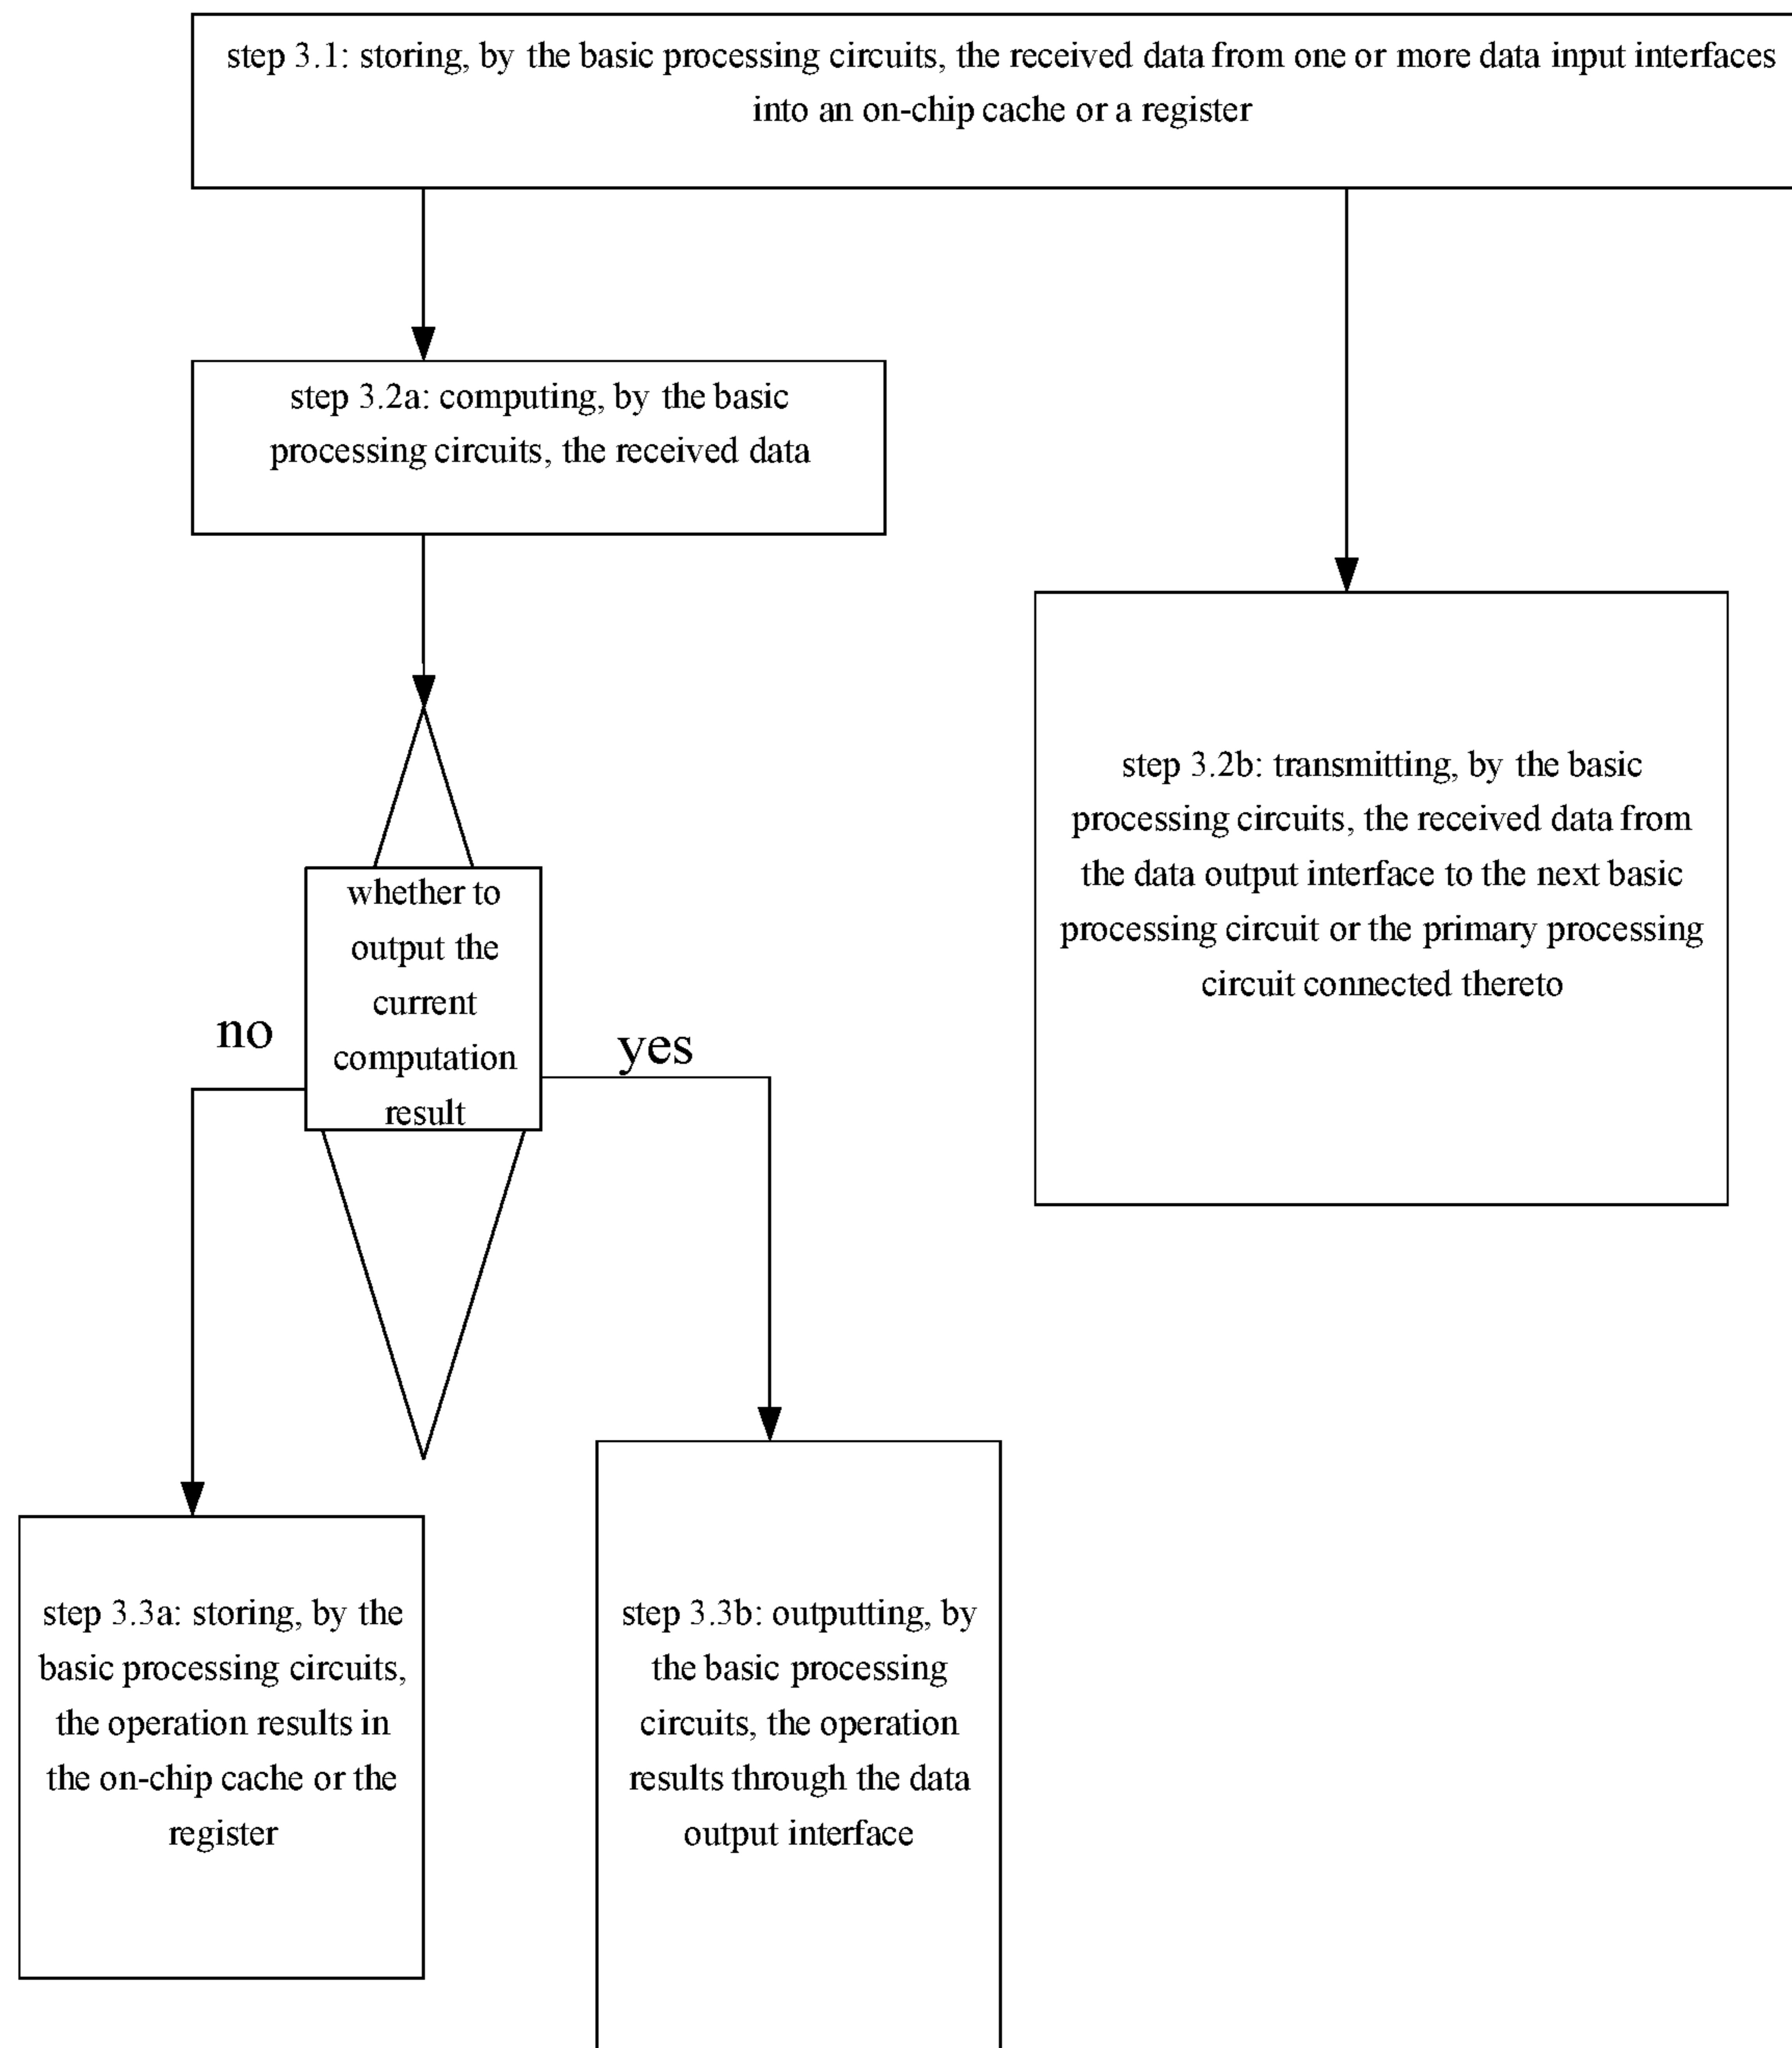 step 3.1: storing, by the basic processing circuits, the received data from one or more data input interfaces
into an on-chip cache or a register
step 3.2a: computing, by the basic
processing circuits, the received data
step 3.2b: transmitting, by the basic
processing circuits, the received data from
the data output interface to the next basic
processing circuit or the primary processing
circuit connected thereto
whether to
output the
current
computation
result
no
yes
step 3.3a: storing, by the
basic processing circuits,
the operation results in
the on-chip cache or the
register
step 3.3b: outputting, by
the basic processing
circuits, the operation
results through the data
output interface